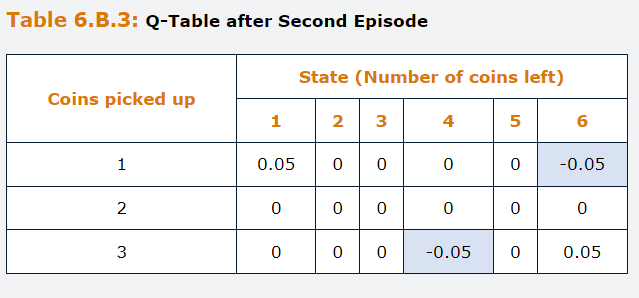 Table 6.B.3: Q-Table after Second Episode
Coins picked up
State (Number of coins left)
1 2 3 4 5 6
1 0.05 0 0 0 0 -0.05
2 0 0 0 0 0 0
3 0 0 0 -0.05 0 0.05